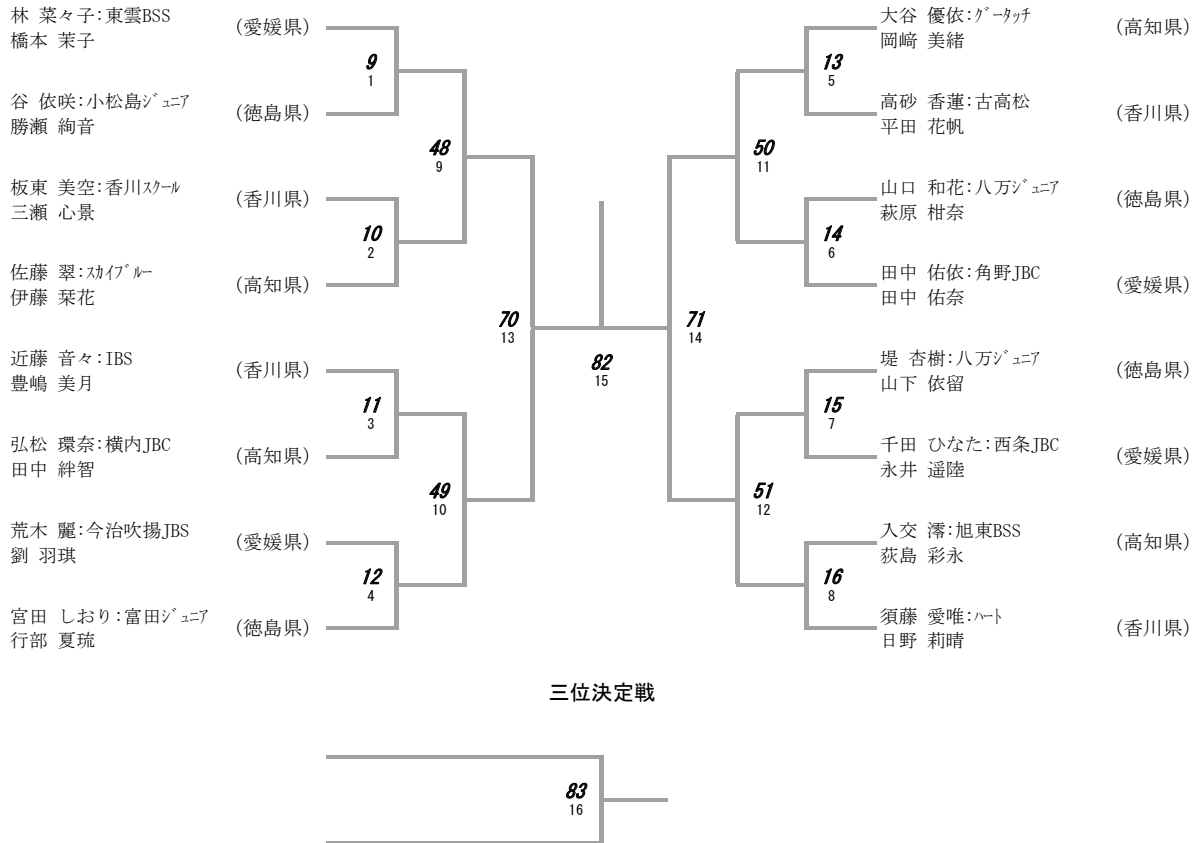 林 菜々子:東雲BSS (愛媛県)
橋本 茉子
9
1
谷 依咲:小松島ｼﾞｭﾆｱ (徳島県)
勝瀬 絢音
48
9
板東 美空:香川ｽｸｰﾙ (香川県)
三瀬 心景
10
2
佐藤 翠:ｽｶｲﾌﾞﾙｰ (高知県)
伊藤 栞花
70
13
近藤 音々:IBS (香川県)
豊嶋 美月
11
3
弘松 環奈:横内JBC (高知県)
田中 絆智
49
10
荒木 麗:今治吹揚JBS (愛媛県)
劉 羽琪
12
4
宮田 しおり:富田ｼﾞｭﾆｱ (徳島県)
行部 夏琉
82
15
大谷 優依:ｸﾞｰﾀｯﾁ (高知県)
岡﨑 美緒
13
5
高砂 香蓮:古高松 (香川県)
平田 花帆
50
11
山口 和花:八万ｼﾞｭﾆｱ (徳島県)
萩原 柑奈
14
6
田中 佑依:角野JBC (愛媛県)
田中 佑奈
71
14
堤 杏樹:八万ｼﾞｭﾆｱ (徳島県)
山下 依留
15
7
千田 ひなた:西条JBC (愛媛県)
永井 遥陸
51
12
入交 澪:旭東BSS (高知県)
荻島 彩永
16
8
須藤 愛唯:ﾊｰﾄ (香川県)
日野 莉晴
三位決定戦
83
16